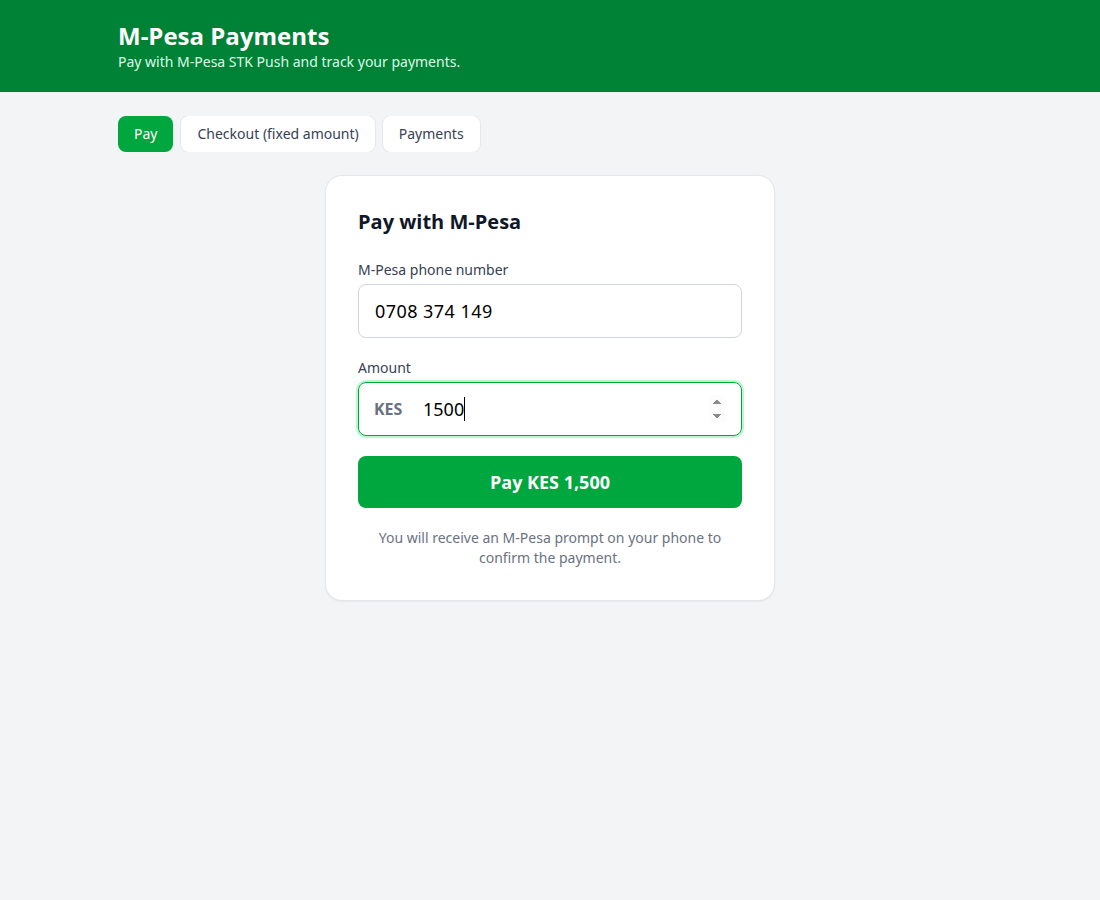 M-Pesa Payments
Pay with M-Pesa STK Push and track your payments.
Pay
Checkout (fixed amount)
Payments
Pay with M-Pesa
M-Pesa phone number
0708 374 149
Amount
KES 1500
Pay KES 1,500
You will receive an M-Pesa prompt on your phone to
confirm the payment.